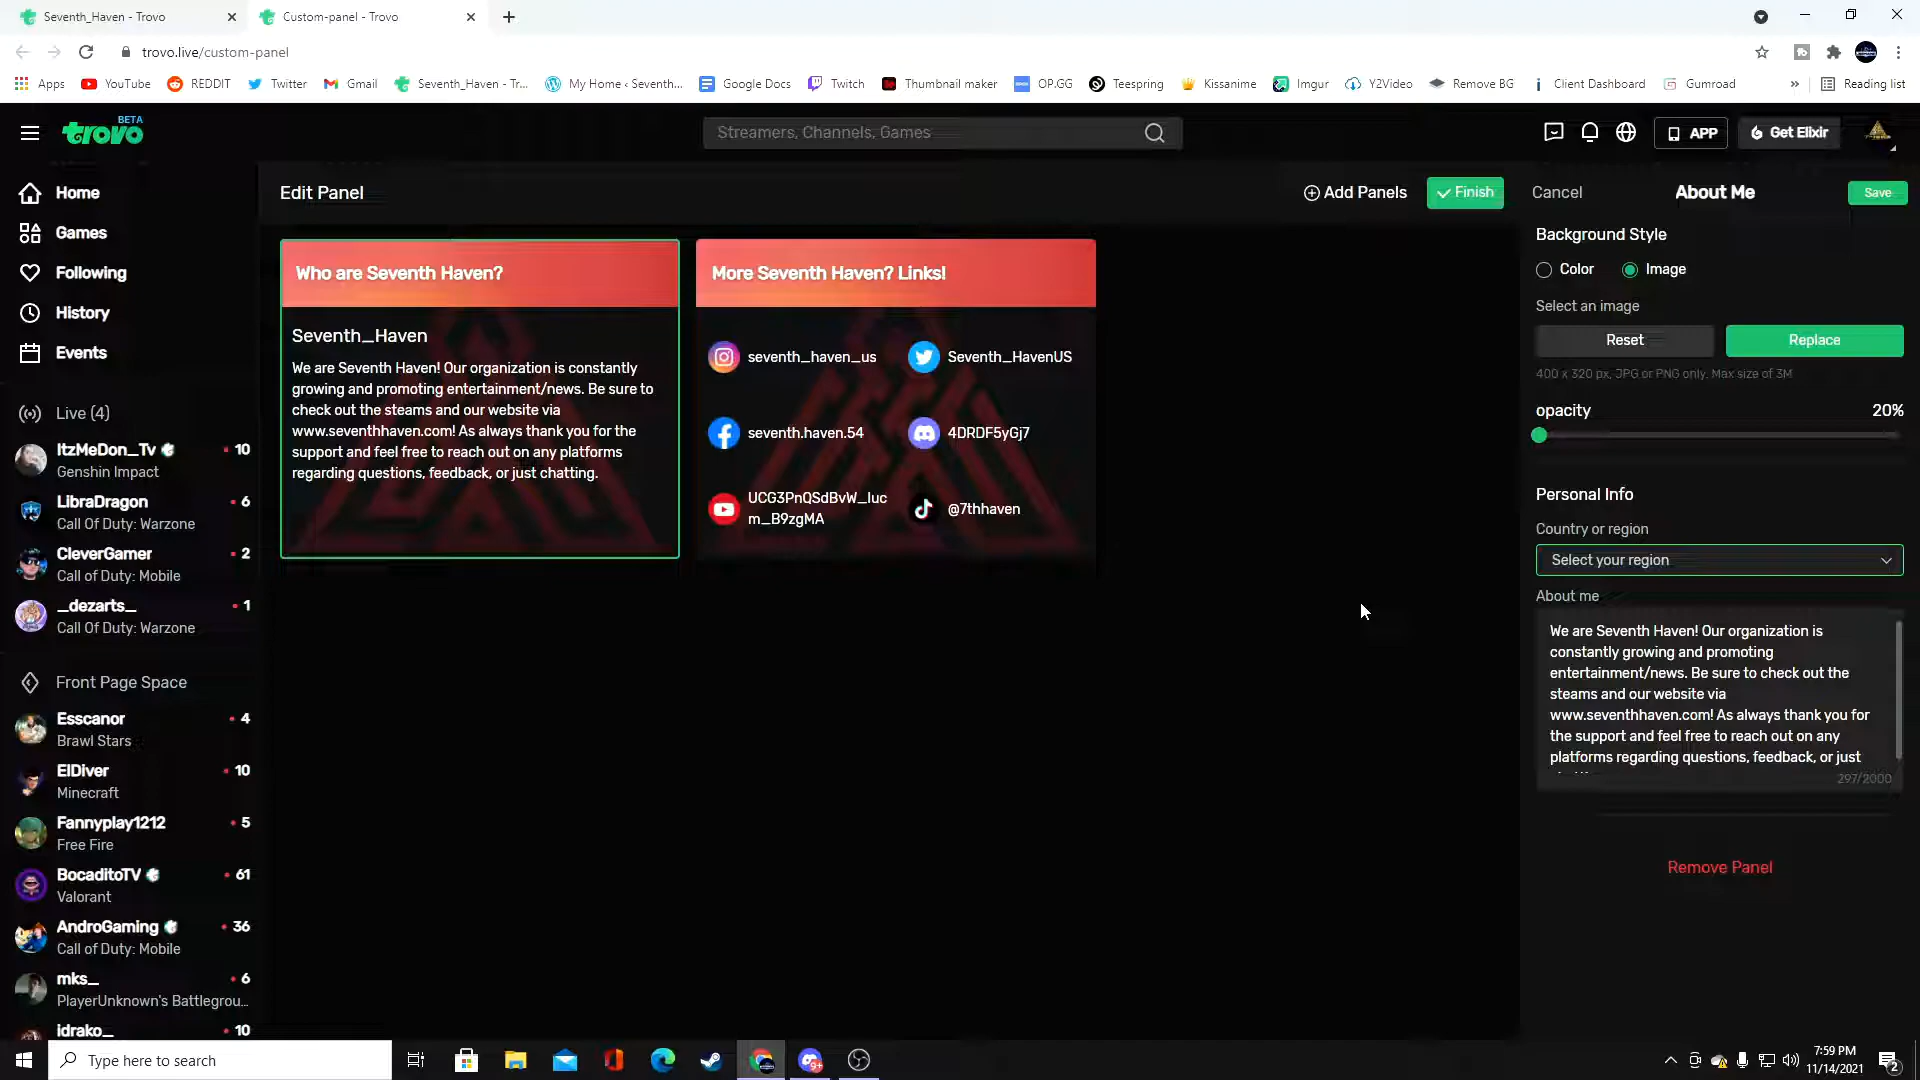 Seventh_Haven - Trovo
Custom-panel - Trovo
trovo.live/custom-panel
Apps
YouTube
REDDIT
Twitter
Gmail
Seventh_Haven - Tr...
My Home ‹ Seventh...
Google Docs
Twitch
Thumbnail maker
OP.GG
Teespring
Kissanime
Imgur
Y2Video
Remove BG
Client Dashboard
Gumroad
»
Reading list
trovo
BETA
Streamers, Channels, Games
APP
Get Elixir
Home
Games
Following
History
Events
Live (4)
ItzMeDon_Tv 10
Genshin Impact
LibraDragon 6
Call Of Duty: Warzone
CleverGamer 2
Call of Duty: Mobile
_dezarts_ 1
Call Of Duty: Warzone
Front Page Space
Esscanor 4
Brawl Stars
ElDiver 10
Minecraft
Fannyplay1212 5
Free Fire
BocaditoTV 61
Valorant
AndroGaming 36
Call of Duty: Mobile
mks_ 6
PlayerUnknown's Battlegrou...
idrako_ 10
Edit Panel
Add Panels
Finish
Who are Seventh Haven?
Seventh_Haven
We are Seventh Haven! Our organization is constantly
growing and promoting entertainment/news. Be sure to
check out the steams and our website via
www.seventhhaven.com! As always thank you for the
support and feel free to reach out on any platforms
regarding questions, feedback, or just chatting.
More Seventh Haven? Links!
seventh_haven_us
Seventh_HavenUS
seventh.haven.54
4DRDF5yGj7
UCG3PnQSdBvW_Iuc
m_B9zgMA
@7thhaven
Cancel
About Me
Save
Background Style
Color
Image
Select an image
Reset
Replace
400 x 320 px, JPG or PNG only, Max size of 3M
opacity
20%
Personal Info
Country or region
Select your region
About me
We are Seventh Haven! Our organization is
constantly growing and promoting
entertainment/news. Be sure to check out the
steams and our website via
www.seventhhaven.com! As always thank you for
the support and feel free to reach out on any
platforms regarding questions, feedback, or just
297/2000
Remove Panel
Type here to search
9+
7:59 PM
11/14/2021
2